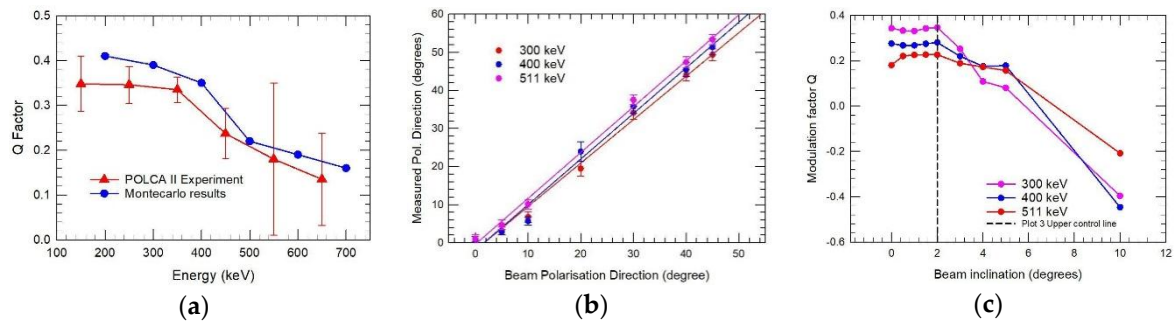 0.5
0.4
0.3
0.2
0.1
0.0
Q Factor
POLCA II Experiment
Montecarlo results
100 200 300 400 500 600 700
Energy (keV)
(a)
60
50
40
30
20
10
0
Measured Pol. Direction (degrees)
300 keV
400 keV
511 keV
0 10 20 30 40 50
Beam Polarisation Direction (degree)
(b)
0.4
0.2
0.0
-0.2
-0.4
-0.6
Modulation factor Q
300 keV
400 keV
511 keV
Plot 3 Upper control line
0 2 4 6 8 10 12
Beam inclination (degrees)
(c)